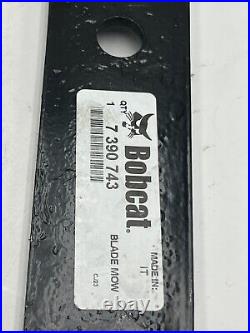 QTY
1
7 390 743
Bobcat.
MADE IN:
IT
BLADE MOW
CJ23